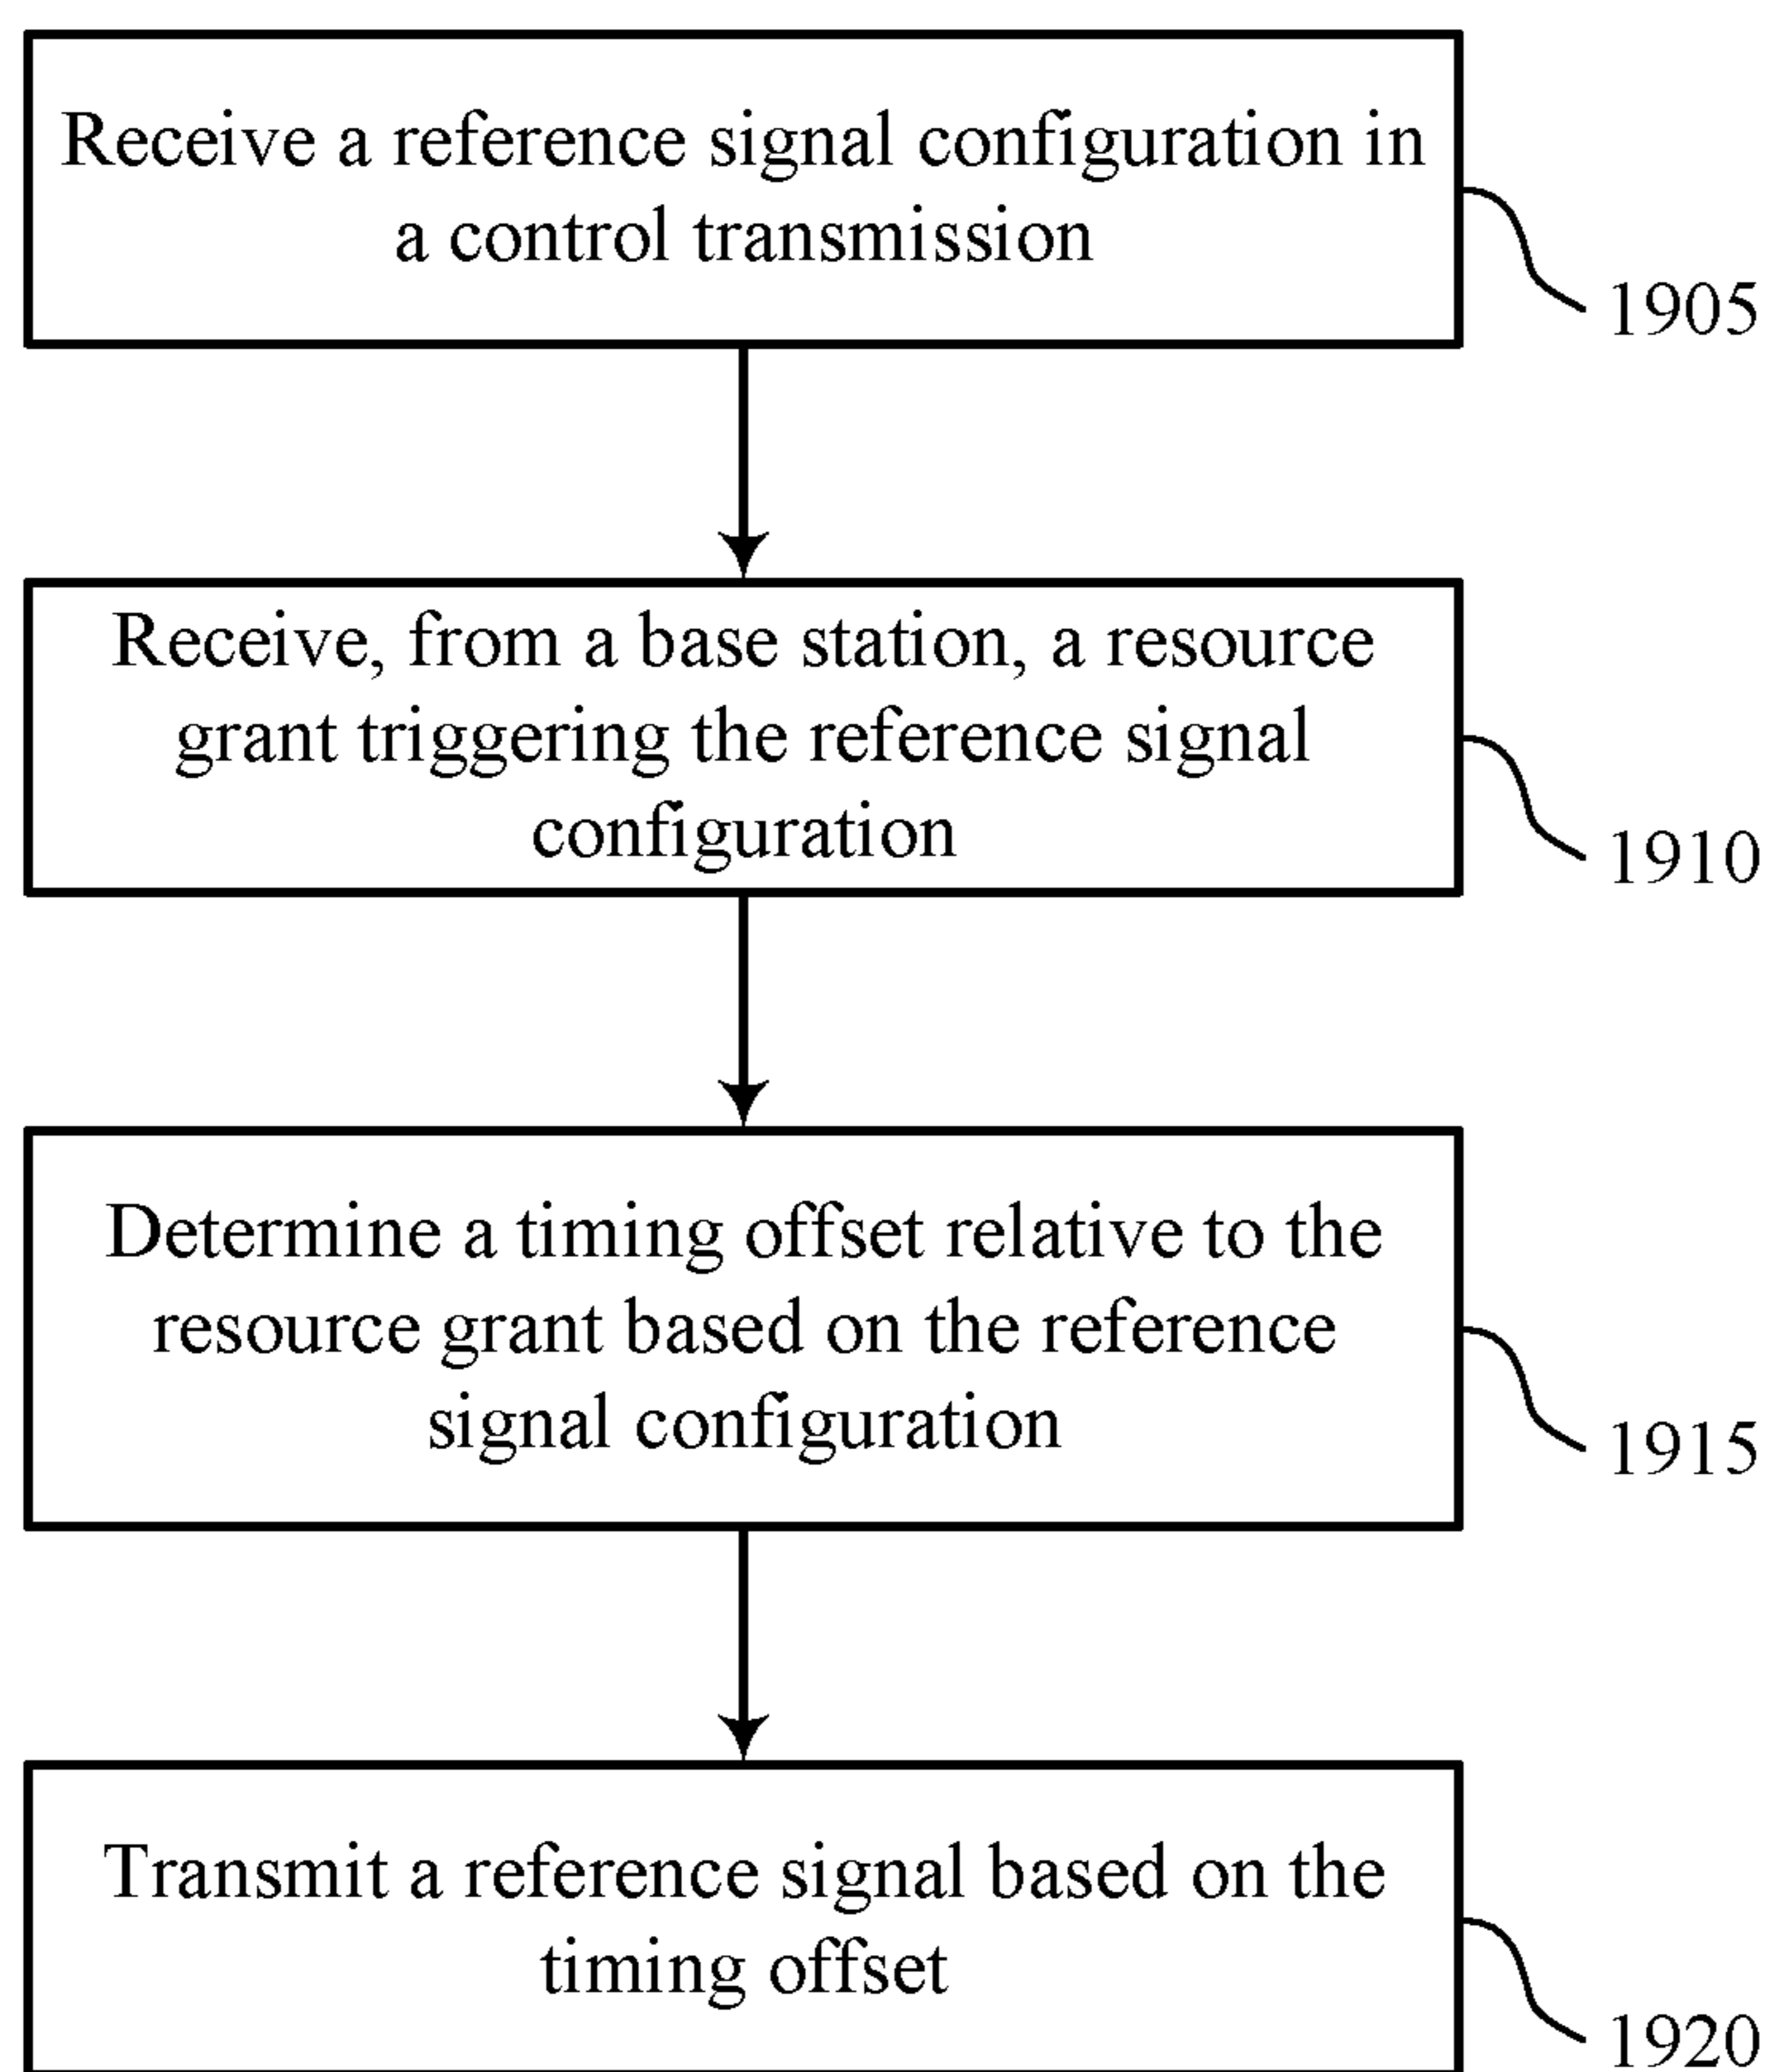 Receive a reference signal configuration in
a control transmission
1905
Receive, from a base station, a resource
grant triggering the reference signal
configuration
1910
Determine a timing offset relative to the
resource grant based on the reference
signal configuration
1915
Transmit a reference signal based on the
timing offset
1920